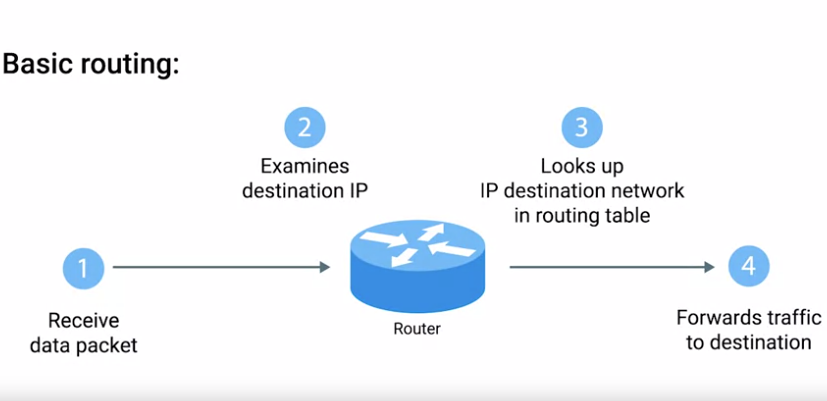 Basic routing:
2
Examines
destination IP
3
Looks up
IP destination network
in routing table
1
Receive
data packet
Router
4
Forwards traffic
to destination